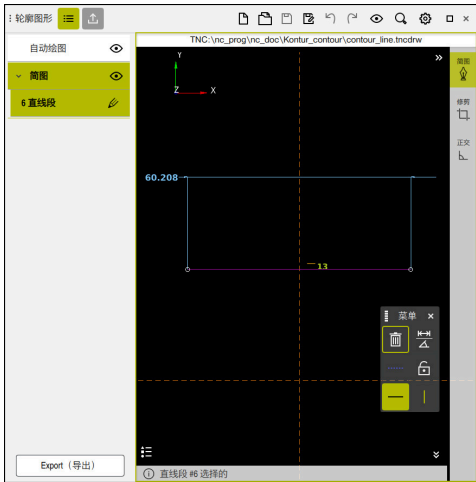 轮廓图形
TNC:\nc_prog\nc_doc\Kontur_contour\contour_line.tncdrw
自动绘图
简图
6 直线段
Y
Z
X
60.208
13
简图
修剪
正交
菜单
Export（导出）
直线段 #6 选择的